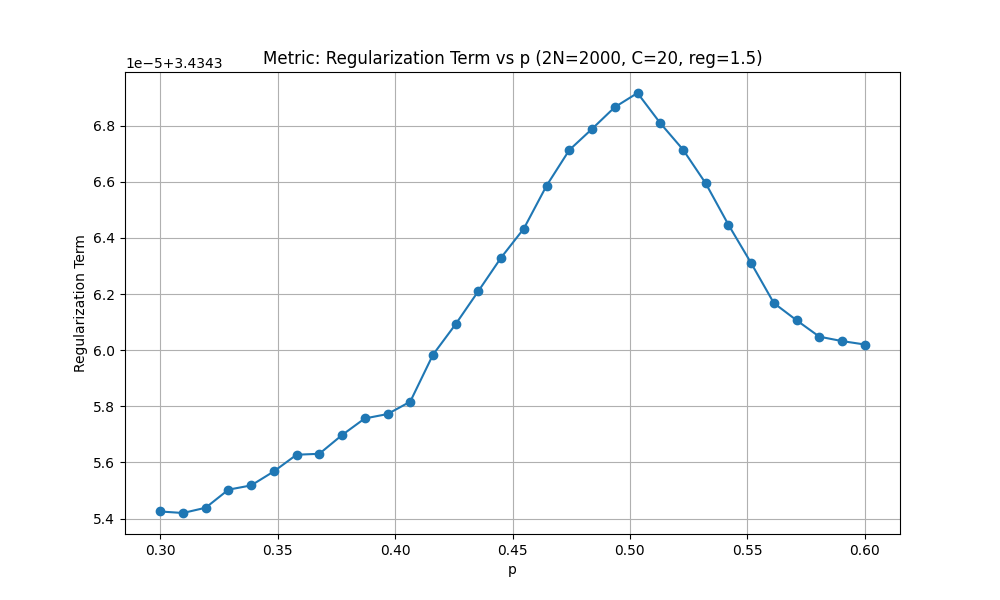 Metric: Regularization Term vs p (2N=2000, C=20, reg=1.5)
1e−5+3.4343
6.8
6.6
6.4
6.2
6.0
5.8
5.6
5.4
Regularization Term
0.30 0.35 0.40 0.45 0.50 0.55 0.60
p